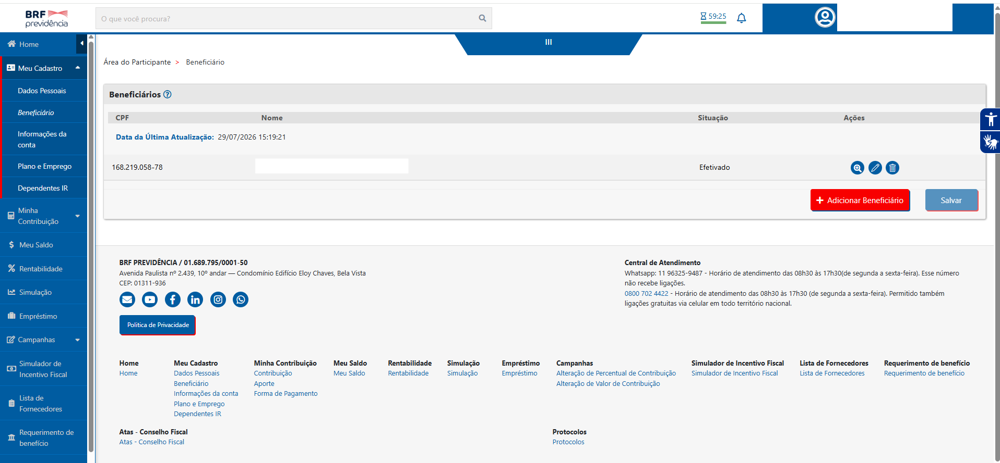 BRF
previdência
O que você procura?
59:25
Home
Meu Cadastro
Dados Pessoais
Beneficiário
Informações da
conta
Plano e Emprego
Dependentes IR
Minha
Contribuição
Meu Saldo
Rentabilidade
Simulação
Empréstimo
Campanhas
Simulador de
Incentivo Fiscal
Lista de
Fornecedores
Requerimento de
benefício
Área do Participante > Beneficiário
Beneficiários
CPF Nome Situação Ações
Data da Última Atualização: 29/07/2026 15:19:21
168.219.058-78 Efetivado
+ Adicionar Beneficiário Salvar
BRF PREVIDÊNCIA / 01.689.795/0001-50
Avenida Paulista nº 2.439, 10º andar — Condomínio Edifício Eloy Chaves, Bela Vista
CEP: 01311-936
Politica de Privacidade
Central de Atendimento
Whatsapp: 11 96325-9487 - Horário de atendimento das 08h30 às 17h30(de segunda a sexta-feira). Esse número
não recebe ligações.
0800 702 4422 - Horário de atendimento das 08h30 às 17h30 (de segunda a sexta-feira). Permitido também
ligações gratuitas via celular em todo território nacional.
Home
Home
Meu Cadastro
Dados Pessoais
Beneficiário
Informações da conta
Plano e Emprego
Dependentes IR
Minha Contribuição
Contribuição
Aporte
Forma de Pagamento
Meu Saldo
Meu Saldo
Rentabilidade
Rentabilidade
Simulação
Simulação
Empréstimo
Empréstimo
Campanhas
Alteração de Percentual de Contribuição
Alteração de Valor de Contribuição
Simulador de Incentivo Fiscal
Simulador de Incentivo Fiscal
Lista de Fornecedores
Lista de Fornecedores
Requerimento de benefício
Requerimento de benefício
Atas - Conselho Fiscal
Atas - Conselho Fiscal
Protocolos
Protocolos